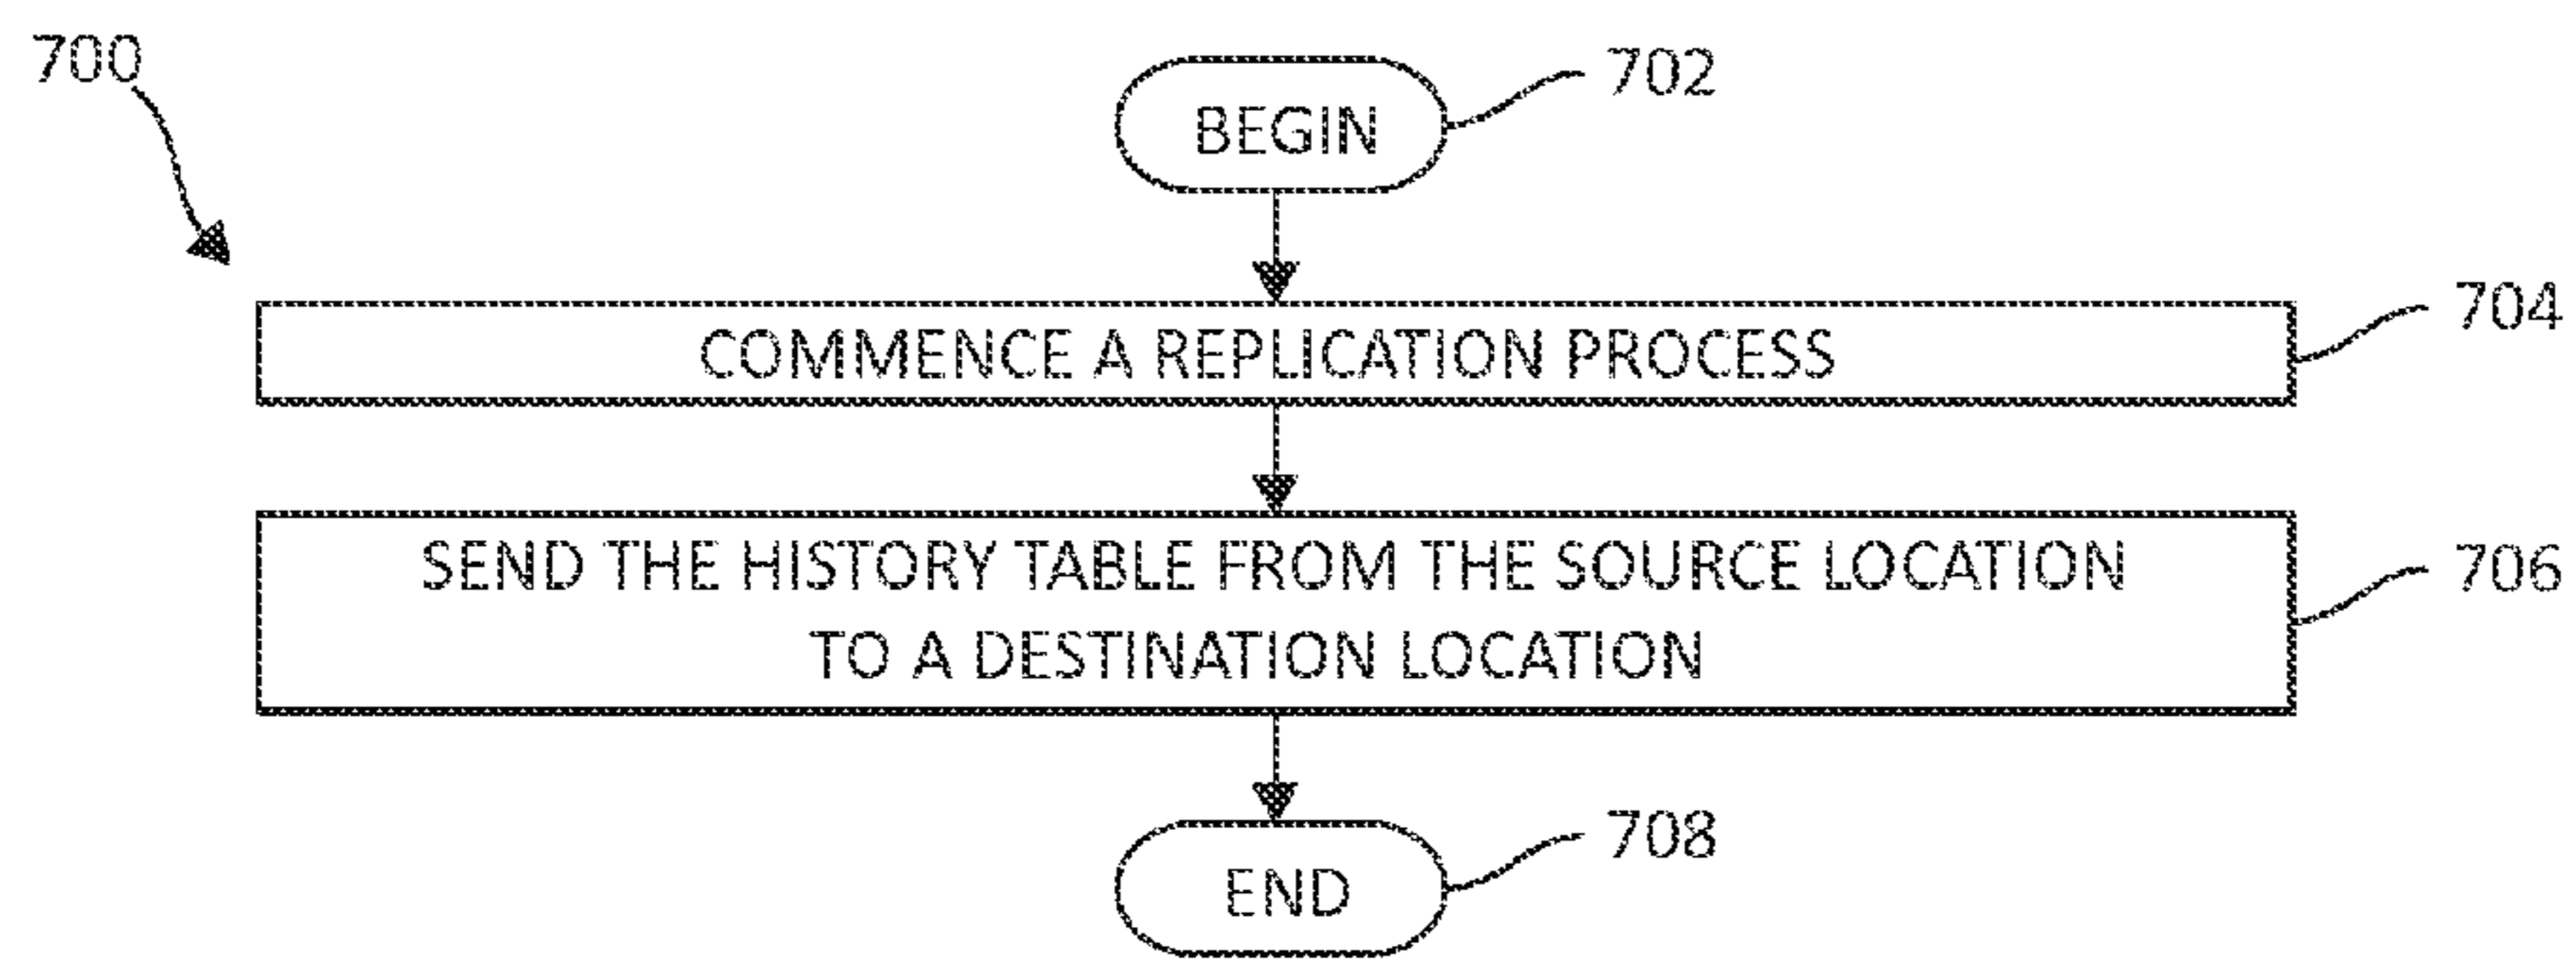 700
BEGIN
702
COMMENCE A REPLICATION PROCESS
704
SEND THE HISTORY TABLE FROM THE SOURCE LOCATION
TO A DESTINATION LOCATION
706
END
708